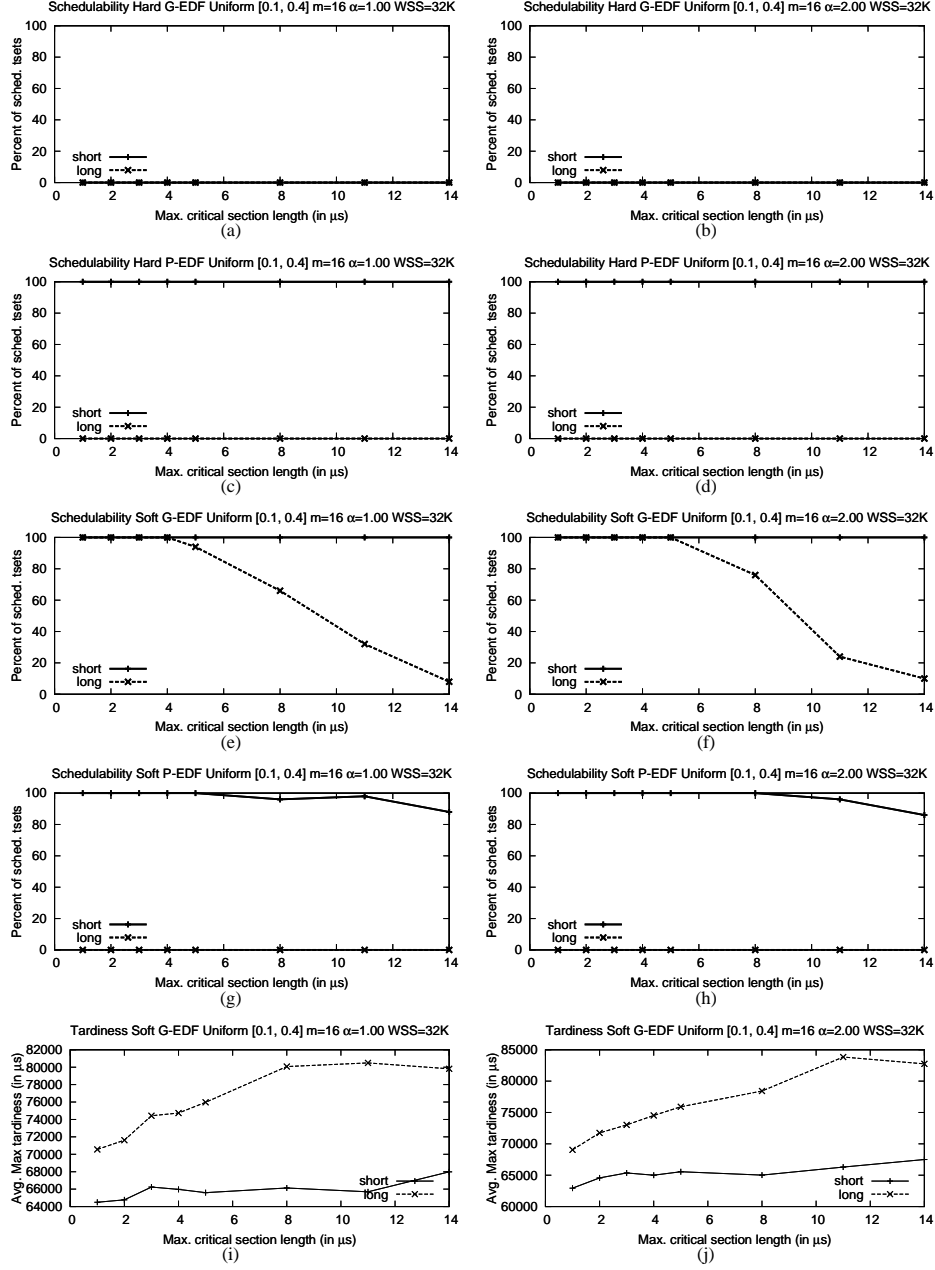 Schedulability Hard G-EDF Uniform [0.1, 0.4] m=16 α=1.00 WSS=32K
Percent of sched. tsets
100
80
60
40
20
0
short
long
0 2 4 6 8 10 12 14
Max. critical section length (in µs)
(a)
Schedulability Hard G-EDF Uniform [0.1, 0.4] m=16 α=2.00 WSS=32K
Percent of sched. tsets
100
80
60
40
20
0
short
long
0 2 4 6 8 10 12 14
Max. critical section length (in µs)
(b)
Schedulability Hard P-EDF Uniform [0.1, 0.4] m=16 α=1.00 WSS=32K
Percent of sched. tsets
100
80
60
40
20
0
short
long
0 2 4 6 8 10 12 14
Max. critical section length (in µs)
(c)
Schedulability Hard P-EDF Uniform [0.1, 0.4] m=16 α=2.00 WSS=32K
Percent of sched. tsets
100
80
60
40
20
0
short
long
0 2 4 6 8 10 12 14
Max. critical section length (in µs)
(d)
Schedulability Soft G-EDF Uniform [0.1, 0.4] m=16 α=1.00 WSS=32K
Percent of sched. tsets
100
80
60
40
20
0
short
long
0 2 4 6 8 10 12 14
Max. critical section length (in µs)
(e)
Schedulability Soft G-EDF Uniform [0.1, 0.4] m=16 α=2.00 WSS=32K
Percent of sched. tsets
100
80
60
40
20
0
short
long
0 2 4 6 8 10 12 14
Max. critical section length (in µs)
(f)
Schedulability Soft P-EDF Uniform [0.1, 0.4] m=16 α=1.00 WSS=32K
Percent of sched. tsets
100
80
60
40
20
0
short
long
0 2 4 6 8 10 12 14
Max. critical section length (in µs)
(g)
Schedulability Soft P-EDF Uniform [0.1, 0.4] m=16 α=2.00 WSS=32K
Percent of sched. tsets
100
80
60
40
20
0
short
long
0 2 4 6 8 10 12 14
Max. critical section length (in µs)
(h)
Tardiness Soft G-EDF Uniform [0.1, 0.4] m=16 α=1.00 WSS=32K
Avg. Max tardiness (in µs)
82000
80000
78000
76000
74000
72000
70000
68000
66000
64000
short
long
0 2 4 6 8 10 12 14
Max. critical section length (in µs)
(i)
Tardiness Soft G-EDF Uniform [0.1, 0.4] m=16 α=2.00 WSS=32K
Avg. Max tardiness (in µs)
85000
80000
75000
70000
65000
60000
short
long
0 2 4 6 8 10 12 14
Max. critical section length (in µs)
(j)